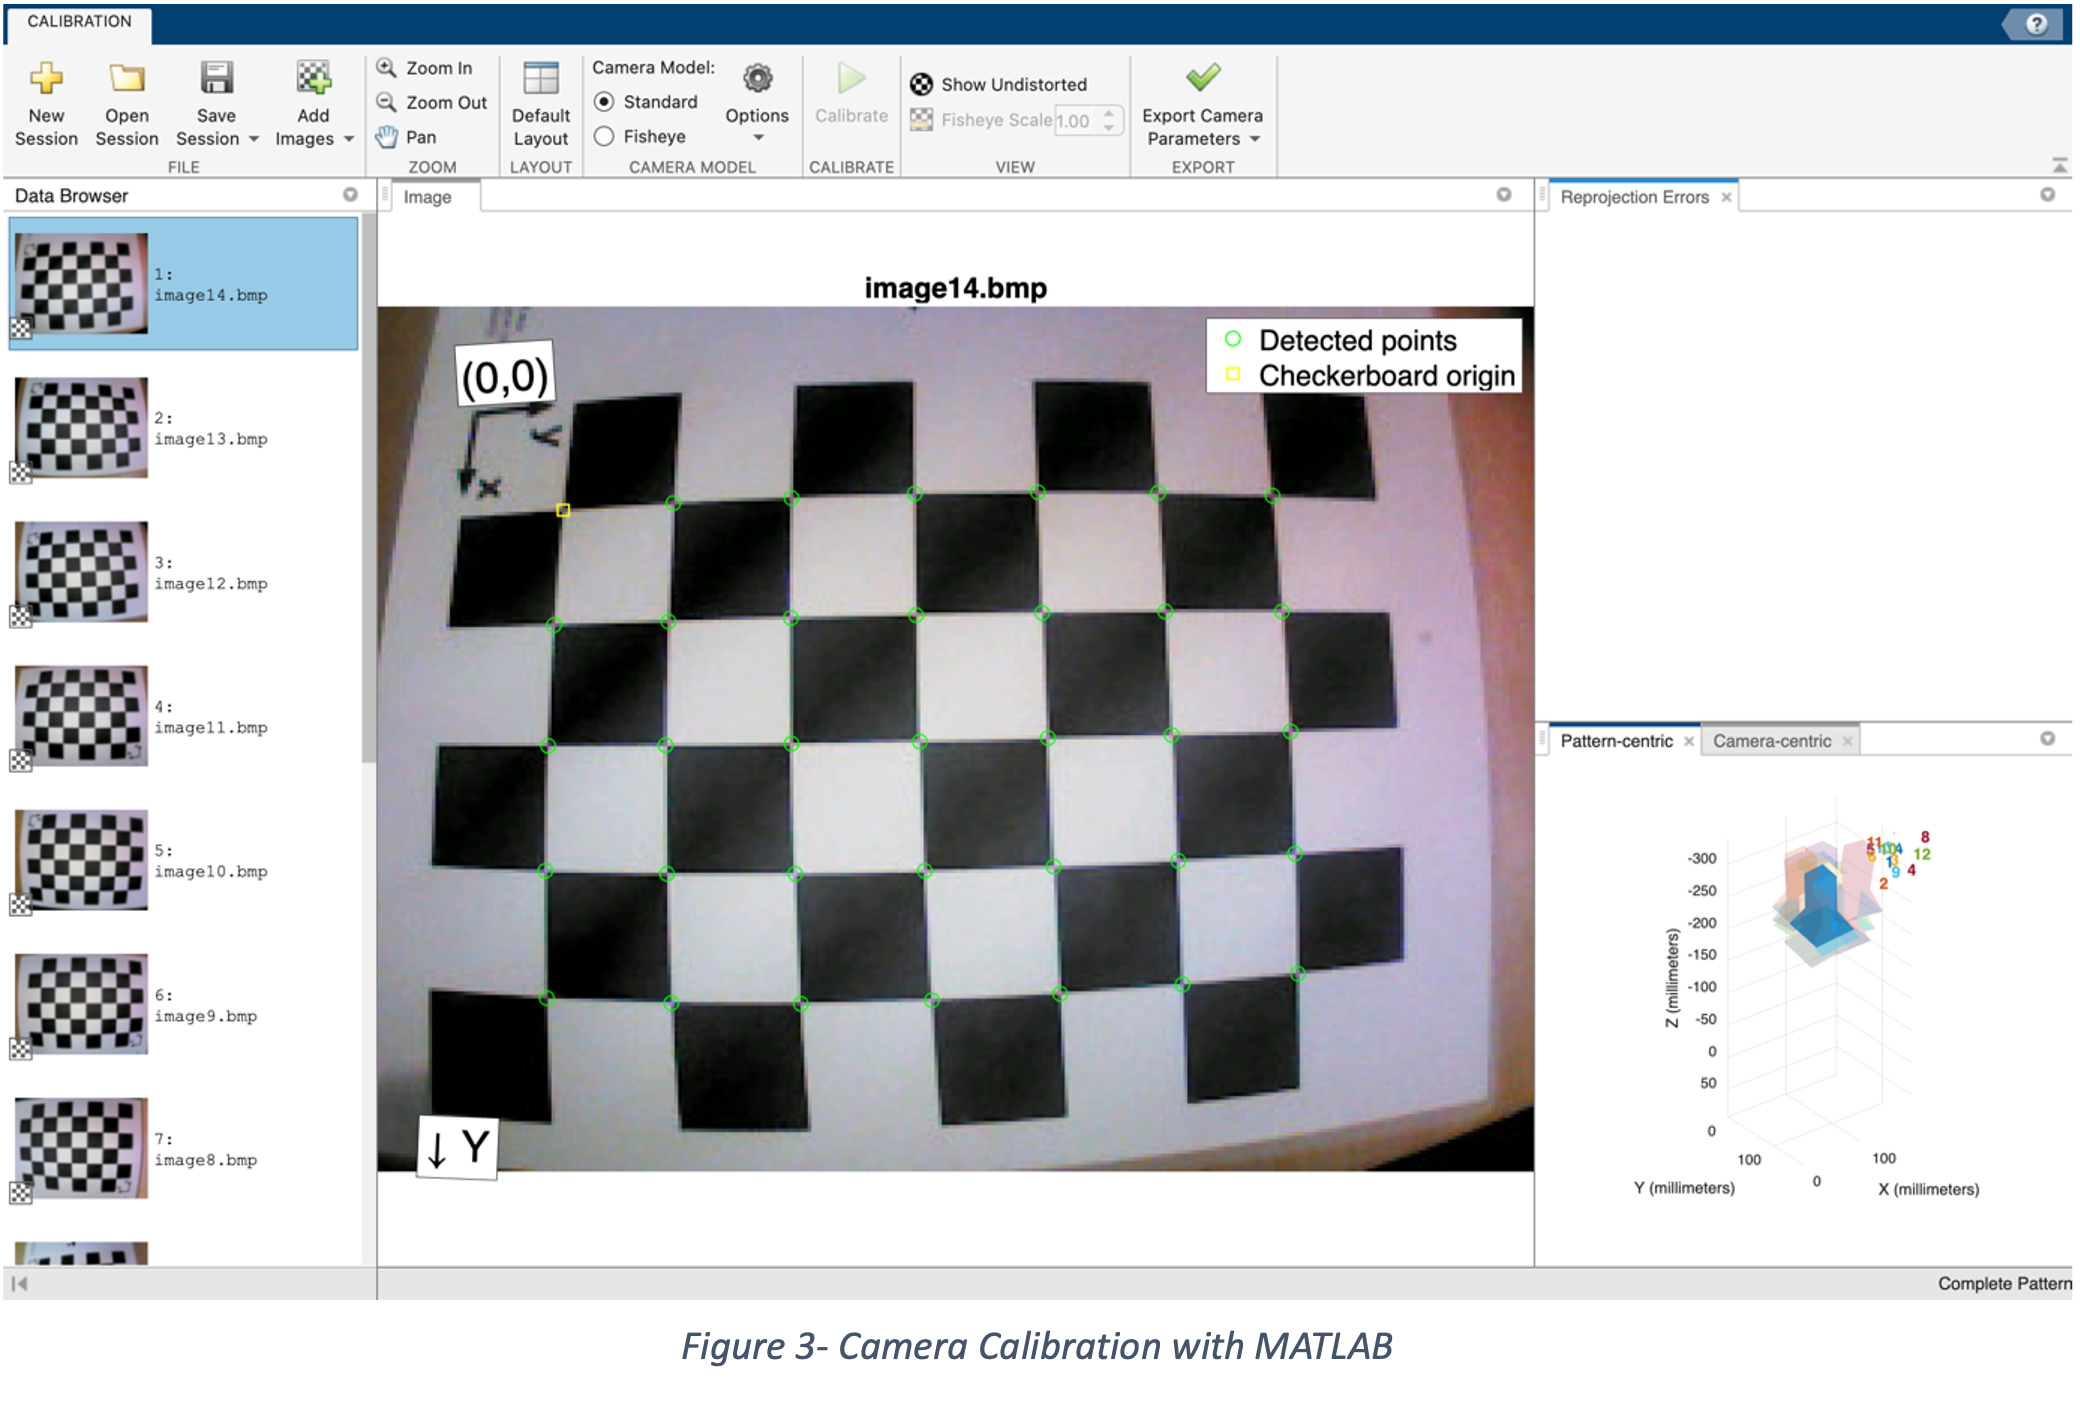 CALIBRATION
?
New
Session
Open
Session
Save
Session
Add
Images
FILE
Zoom In
Zoom Out
Pan
ZOOM
Default
Layout
LAYOUT
Camera Model:
Standard
Fisheye
Options
CAMERA MODEL
Calibrate
CALIBRATE
Show Undistorted
Fisheye Scale 1.00
VIEW
Export Camera
Parameters
EXPORT
Data Browser
1:
image14.bmp
2:
image13.bmp
3:
image12.bmp
4:
image11.bmp
5:
image10.bmp
6:
image9.bmp
7:
image8.bmp
Image
image14.bmp
Detected points
Checkerboard origin
(0,0)
Y
X
↓ Y
Reprojection Errors
Pattern-centric
Camera-centric
8
12
4
9
2
-300
-250
-200
-150
-100
-50
0
50
Z (millimeters)
0
100
Y (millimeters)
0
100
X (millimeters)
Complete Pattern
Figure 3- Camera Calibration with MATLAB